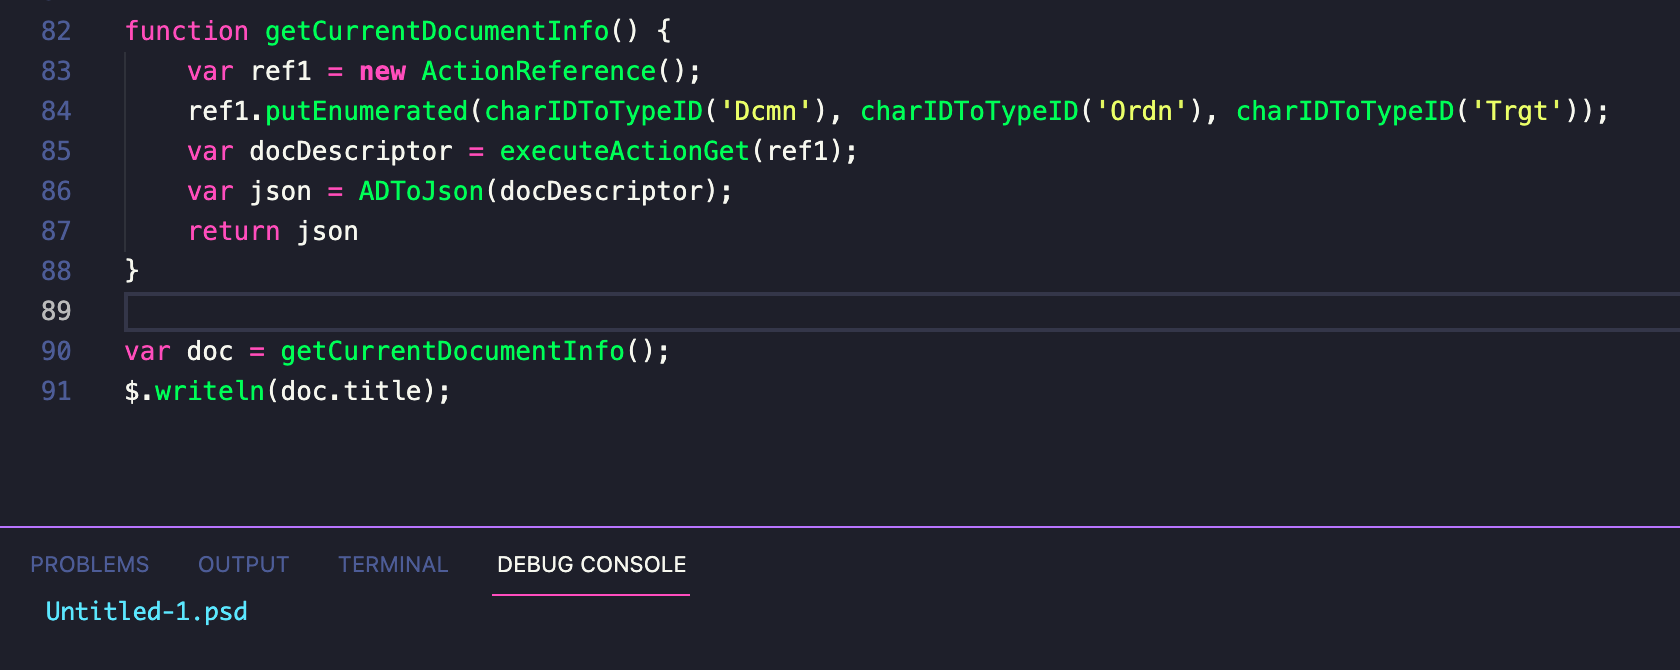 82 function getCurrentDocumentInfo() {
83 var ref1 = new ActionReference();
84 ref1.putEnumerated(charIDToTypeID('Dcmn'), charIDToTypeID('Ordn'), charIDToTypeID('Trgt'));
85 var docDescriptor = executeActionGet(ref1);
86 var json = ADToJson(docDescriptor);
87 return json
88 }
89
90 var doc = getCurrentDocumentInfo();
91 $.writeln(doc.title);
PROBLEMS OUTPUT TERMINAL DEBUG CONSOLE
Untitled-1.psd